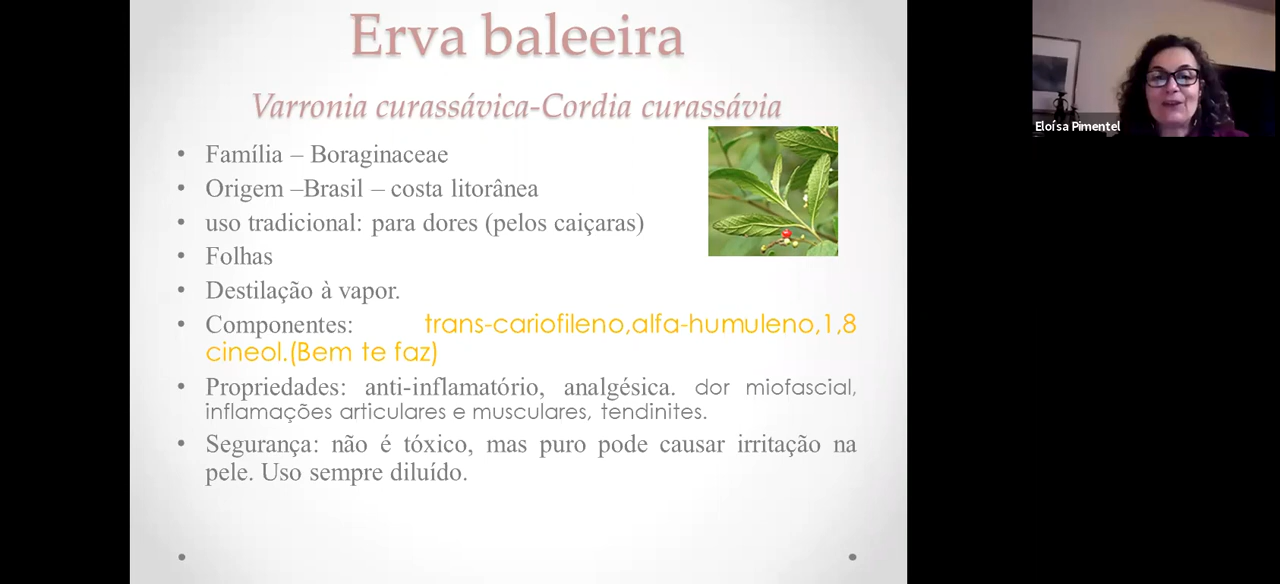 Erva baleeira
Varronia curassávica-Cordia curassávia
• Família – Boraginaceae
• Origem –Brasil – costa litorânea
• uso tradicional: para dores (pelos caiçaras)
• Folhas
• Destilação à vapor.
• Componentes: trans-cariofileno,alfa-humuleno,1,8
cineol.(Bem te faz)
• Propriedades: anti-inflamatório, analgésica. dor miofascial,
inflamações articulares e musculares, tendinites.
• Segurança: não é tóxico, mas puro pode causar irritação na
pele. Uso sempre diluído.
Eloísa Pimentel